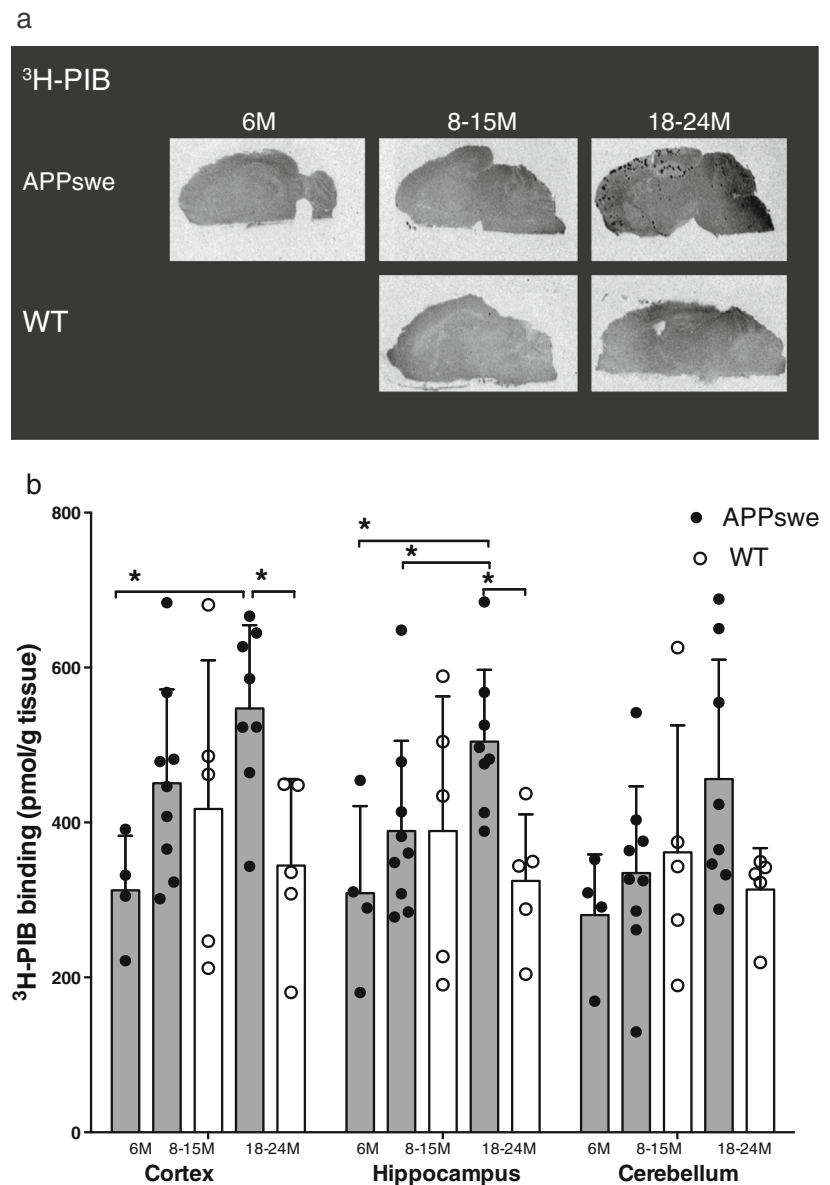 a
³H-PIB
6M 8-15M 18-24M
APPswe
WT
b
800
600
400
200
0
³H-PIB binding (pmol/g tissue)
* * * * *
APPswe
WT
6M 8-15M 18-24M 6M 8-15M 18-24M 6M 8-15M 18-24M
Cortex Hippocampus Cerebellum